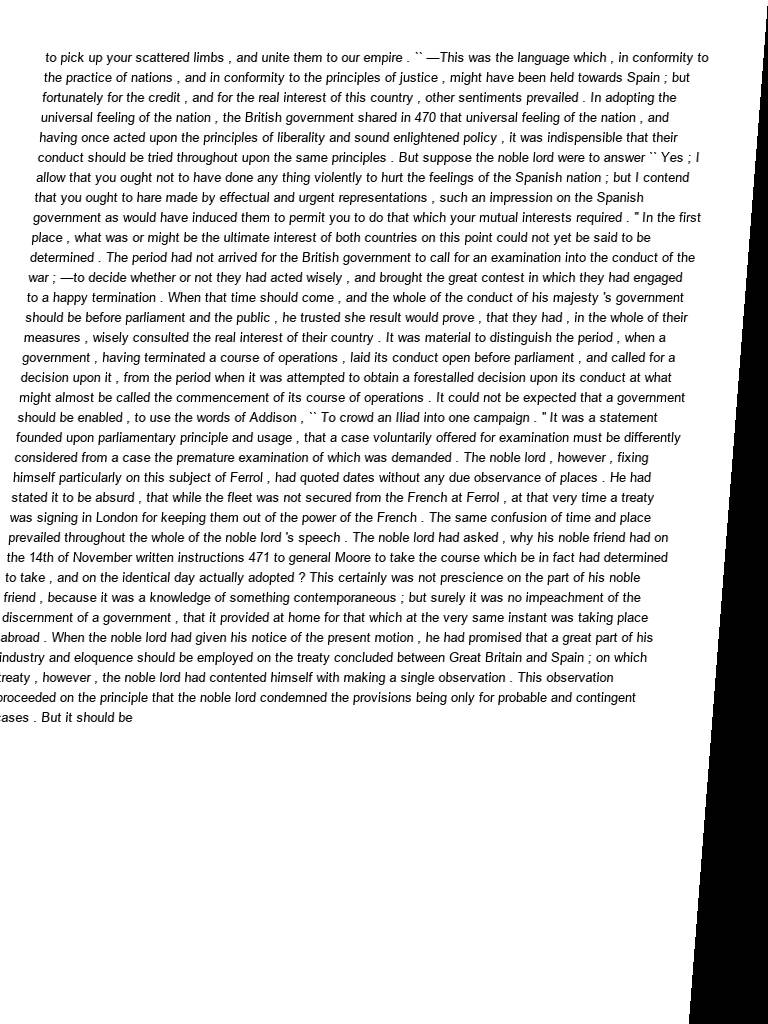 to pick up your scattered limbs , and unite them to our empire . `` —This was the language which , in conformity to
the practice of nations , and in conformity to the principles of justice , might have been held towards Spain ; but
fortunately for the credit , and for the real interest of this country , other sentiments prevailed . In adopting the
universal feeling of the nation , the British government shared in 470 that universal feeling of the nation , and
having once acted upon the principles of liberality and sound enlightened policy , it was indispensible that their
conduct should be tried throughout upon the same principles . But suppose the noble lord were to answer `` Yes ; I
allow that you ought not to have done any thing violently to hurt the feelings of the Spanish nation ; but I contend
that you ought to hare made by effectual and urgent representations , such an impression on the Spanish
government as would have induced them to permit you to do that which your mutual interests required . " In the first
place , what was or might be the ultimate interest of both countries on this point could not yet be said to be
determined . The period had not arrived for the British government to call for an examination into the conduct of the
war ; —to decide whether or not they had acted wisely , and brought the great contest in which they had engaged
to a happy termination . When that time should come , and the whole of the conduct of his majesty 's government
should be before parliament and the public , he trusted she result would prove , that they had , in the whole of their
measures , wisely consulted the real interest of their country . It was material to distinguish the period , when a
government , having terminated a course of operations , laid its conduct open before parliament , and called for a
decision upon it , from the period when it was attempted to obtain a forestalled decision upon its conduct at what
might almost be called the commencement of its course of operations . It could not be expected that a government
should be enabled , to use the words of Addison , `` To crowd an Iliad into one campaign . " It was a statement
founded upon parliamentary principle and usage , that a case voluntarily offered for examination must be differently
considered from a case the premature examination of which was demanded . The noble lord , however , fixing
himself particularly on this subject of Ferrol , had quoted dates without any due observance of places . He had
stated it to be absurd , that while the fleet was not secured from the French at Ferrol , at that very time a treaty
was signing in London for keeping them out of the power of the French . The same confusion of time and place
prevailed throughout the whole of the noble lord 's speech . The noble lord had asked , why his noble friend had on
the 14th of November written instructions 471 to general Moore to take the course which be in fact had determined
to take , and on the identical day actually adopted ? This certainly was not prescience on the part of his noble
friend , because it was a knowledge of something contemporaneous ; but surely it was no impeachment of the
discernment of a government , that it provided at home for that which at the very same instant was taking place
abroad . When the noble lord had given his notice of the present motion , he had promised that a great part of his
industry and eloquence should be employed on the treaty concluded between Great Britain and Spain ; on which
treaty , however , the noble lord had contented himself with making a single observation . This observation
proceeded on the principle that the noble lord condemned the provisions being only for probable and contingent
cases . But it should be